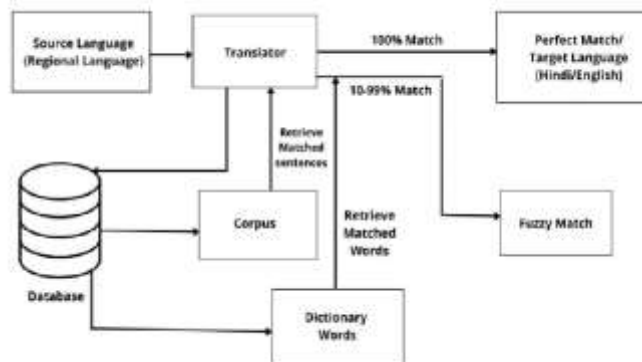 Source Language
(Regional Language)
Translator
100% Match
Perfect Match/
Target Language
(Hindi/English)
10-99% Match
Retrieve
Matched
sentences
Corpus
Retrieve
Matched
Words
Fuzzy Match
Database
Dictionary
Words